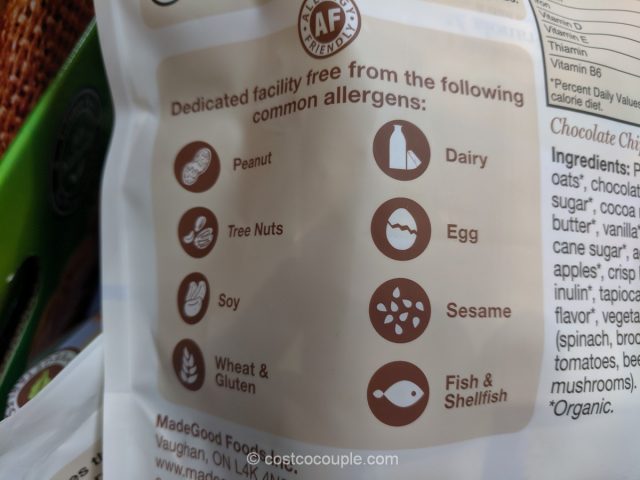 ALLERGY
AF
FRIENDLY
Dedicated facility free from the following
common allergens:
Peanut
Dairy
Tree Nuts
Egg
Soy
Sesame
Wheat &
Gluten
Fish &
Shellfish
MadeGood Foods Inc.
Vaughan, ON L4K
www.made
Vitamin D
Vitamin E
Thiamin
Vitamin B6
*Percent Daily Values
calorie diet.
Chocolate Chip
Ingredients:
oats*, chocolat
sugar*, cocoa
butter*, vanilla*
cane sugar*,
apples*, crisp
inulin*, tapioca
flavor*, vegeta
(spinach, broc
tomatoes, bee
mushrooms).
*Organic.
© costcocouple.com